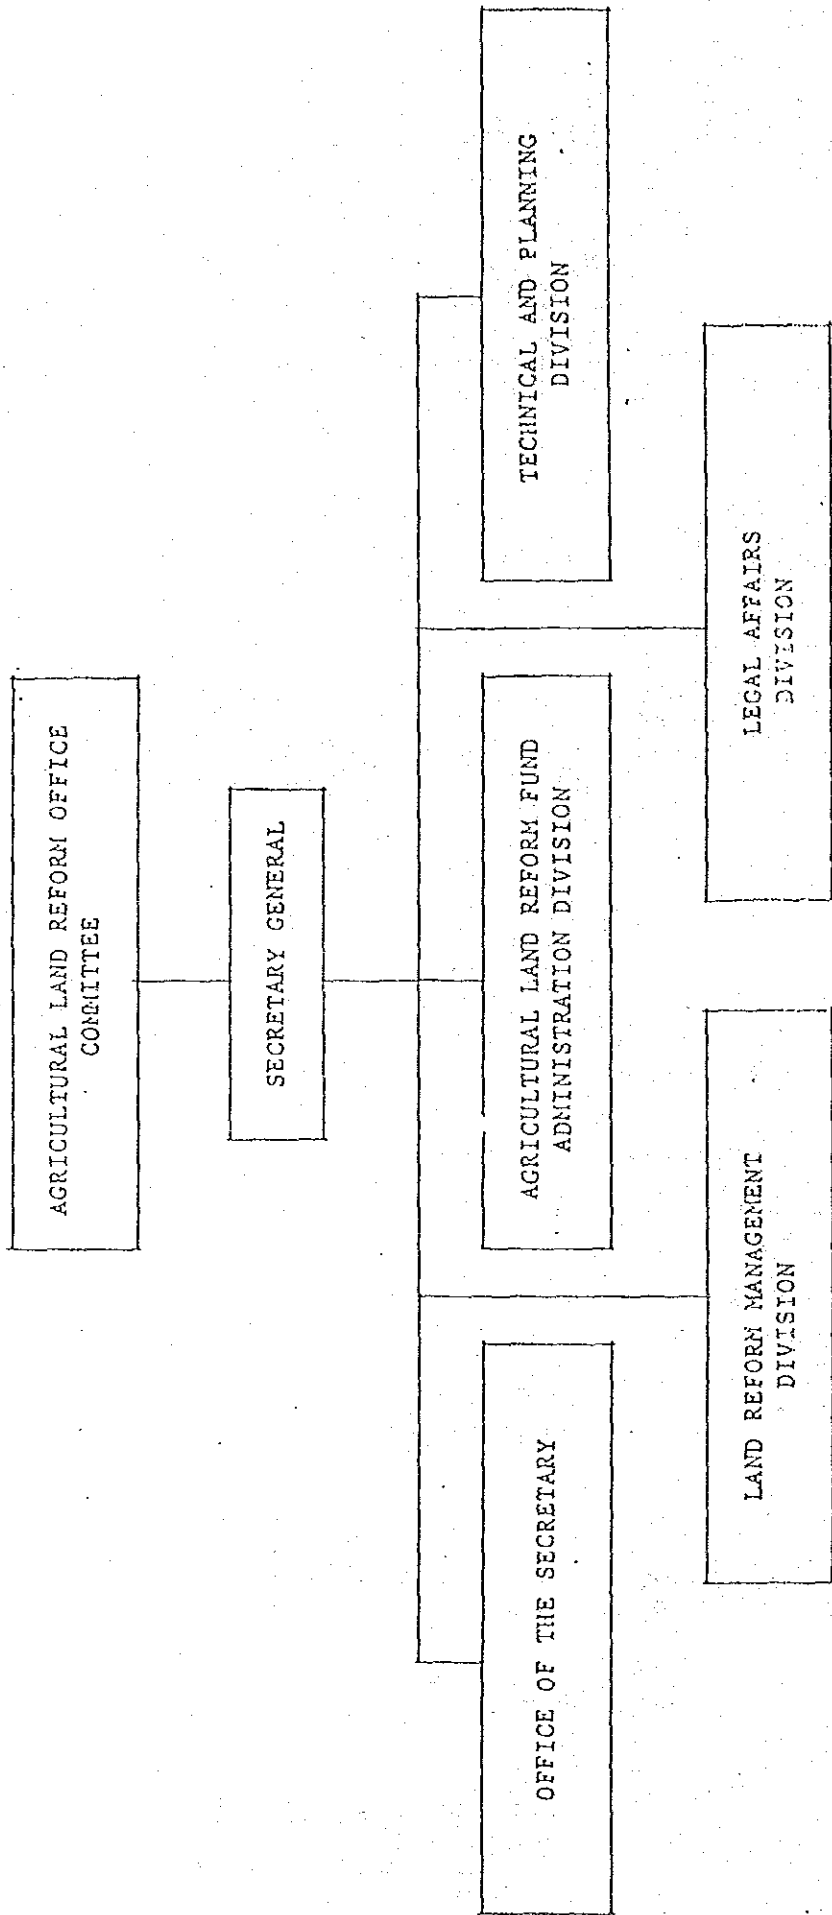 AGRICULTURAL LAND REFORM OFFICE
COMMITTEE
SECRETARY GENERAL
OFFICE OF THE SECRETARY
AGRICULTURAL LAND REFORM FUND
ADMINISTRATION DIVISION
TECHNICAL AND PLANNING
DIVISION
LAND REFORM MANAGEMENT
DIVISION
LEGAL AFFAIRS
DIVISION